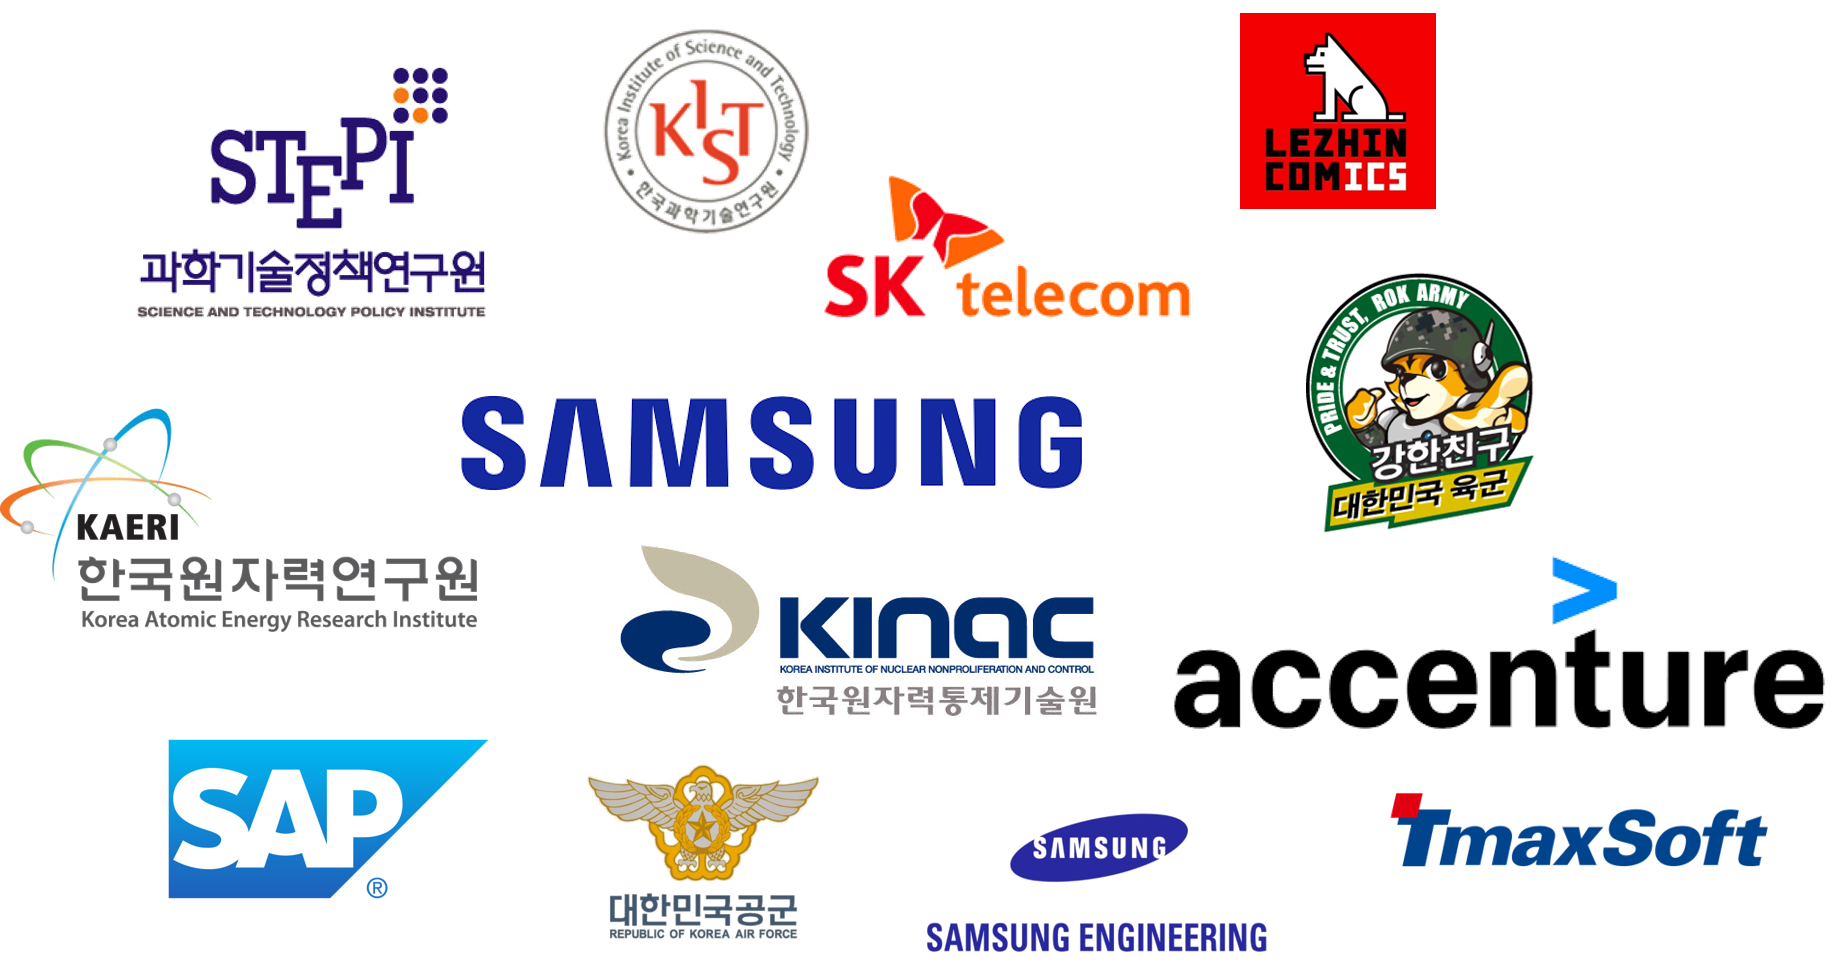 STEPI
과학기술정책연구원
SCIENCE AND TECHNOLOGY POLICY INSTITUTE
Korea Institute of Science and Technology
KIST
한국과학기술연구원
SK telecom
LEZHIN
COMICS
PRIDE & TRUST, ROK ARMY
강한친구
대한민국 육군
SAMSUNG
KAERI
한국원자력연구원
Korea Atomic Energy Research Institute
KINAC
KOREA INSTITUTE OF NUCLEAR NONPROLIFERATION AND CONTROL
한국원자력통제기술원
accenture
SAP
®
대한민국공군
REPUBLIC OF KOREA AIR FORCE
SAMSUNG
SAMSUNG ENGINEERING
TmaxSoft